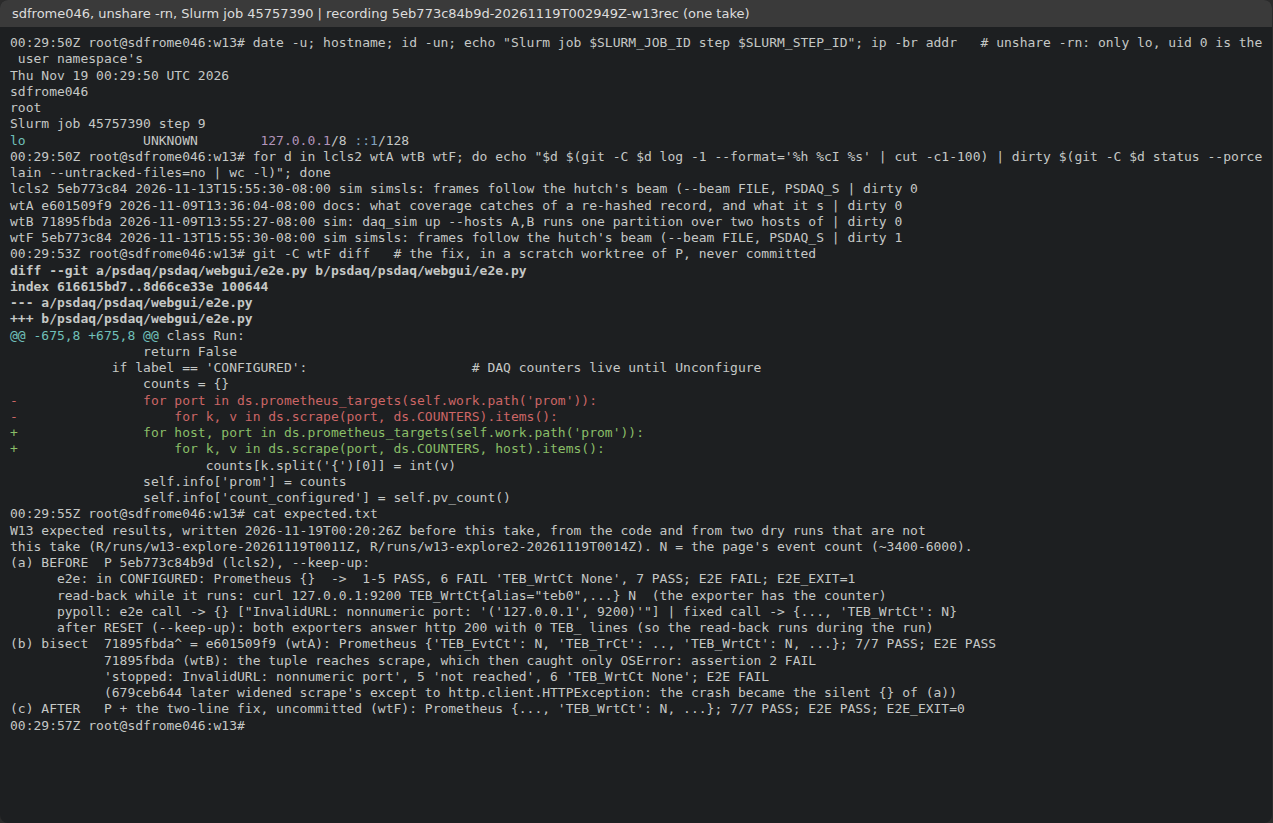 sdfrome046, unshare -rn, Slurm job 45757390 | recording 5eb773c84b9d-20261119T002949Z-w13rec (one take)
00:29:50Z root@sdfrome046:w13# date -u; hostname; id -un; echo "Slurm job $SLURM_JOB_ID step $SLURM_STEP_ID"; ip -br addr   # unshare -rn: only lo, uid 0 is the
 user namespace's
Thu Nov 19 00:29:50 UTC 2026
sdfrome046
root
Slurm job 45757390 step 9
lo               UNKNOWN        127.0.0.1/8 ::1/128
00:29:50Z root@sdfrome046:w13# for d in lcls2 wtA wtB wtF; do echo "$d $(git -C $d log -1 --format='%h %cI %s' | cut -c1-100) | dirty $(git -C $d status --porce
lain --untracked-files=no | wc -l)"; done
lcls2 5eb773c84 2026-11-13T15:55:30-08:00 sim simsls: frames follow the hutch's beam (--beam FILE, PSDAQ_S | dirty 0
wtA e601509f9 2026-11-09T13:36:04-08:00 docs: what coverage catches of a re-hashed record, and what it s | dirty 0
wtB 71895fbda 2026-11-09T13:55:27-08:00 sim: daq_sim up --hosts A,B runs one partition over two hosts of | dirty 0
wtF 5eb773c84 2026-11-13T15:55:30-08:00 sim simsls: frames follow the hutch's beam (--beam FILE, PSDAQ_S | dirty 1
00:29:53Z root@sdfrome046:w13# git -C wtF diff   # the fix, in a scratch worktree of P, never committed
diff --git a/psdaq/psdaq/webgui/e2e.py b/psdaq/psdaq/webgui/e2e.py
index 616615bd7..8d66ce33e 100644
--- a/psdaq/psdaq/webgui/e2e.py
+++ b/psdaq/psdaq/webgui/e2e.py
@@ -675,8 +675,8 @@ class Run:
                 return False
             if label == 'CONFIGURED':                     # DAQ counters live until Unconfigure
                 counts = {}
-                for port in ds.prometheus_targets(self.work.path('prom')):
-                    for k, v in ds.scrape(port, ds.COUNTERS).items():
+                for host, port in ds.prometheus_targets(self.work.path('prom')):
+                    for k, v in ds.scrape(port, ds.COUNTERS, host).items():
                         counts[k.split('{')[0]] = int(v)
                 self.info['prom'] = counts
                 self.info['count_configured'] = self.pv_count()
00:29:55Z root@sdfrome046:w13# cat expected.txt
W13 expected results, written 2026-11-19T00:20:26Z before this take, from the code and from two dry runs that are not
this take (R/runs/w13-explore-20261119T0011Z, R/runs/w13-explore2-20261119T0014Z). N = the page's event count (~3400-6000).
(a) BEFORE  P 5eb773c84b9d (lcls2), --keep-up:
      e2e: in CONFIGURED: Prometheus {}  ->  1-5 PASS, 6 FAIL 'TEB_WrtCt None', 7 PASS; E2E FAIL; E2E_EXIT=1
      read-back while it runs: curl 127.0.0.1:9200 TEB_WrtCt{alias="teb0",...} N  (the exporter has the counter)
      pypoll: e2e call -> {} ["InvalidURL: nonnumeric port: '('127.0.0.1', 9200)'"] | fixed call -> {..., 'TEB_WrtCt': N}
      after RESET (--keep-up): both exporters answer http 200 with 0 TEB_ lines (so the read-back runs during the run)
(b) bisect  71895fbda^ = e601509f9 (wtA): Prometheus {'TEB_EvtCt': N, 'TEB_TrCt': .., 'TEB_WrtCt': N, ...}; 7/7 PASS; E2E PASS
            71895fbda (wtB): the tuple reaches scrape, which then caught only OSError: assertion 2 FAIL
            'stopped: InvalidURL: nonnumeric port', 5 'not reached', 6 'TEB_WrtCt None'; E2E FAIL
            (679ceb644 later widened scrape's except to http.client.HTTPException: the crash became the silent {} of (a))
(c) AFTER   P + the two-line fix, uncommitted (wtF): Prometheus {..., 'TEB_WrtCt': N, ...}; 7/7 PASS; E2E PASS; E2E_EXIT=0
00:29:57Z root@sdfrome046:w13#